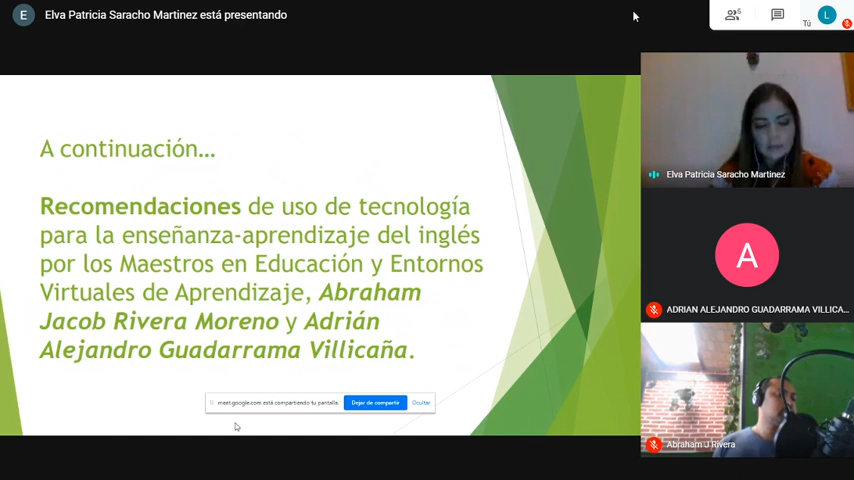 E
Elva Patricia Saracho Martinez está presentando
6
Tú
L
A continuación…
Recomendaciones de uso de tecnología
para la enseñanza-aprendizaje del inglés
por los Maestros en Educación y Entornos
Virtuales de Aprendizaje, Abraham
Jacob Rivera Moreno y Adrián
Alejandro Guadarrama Villicaña.
meet.google.com está compartiendo tu pantalla.
Dejar de compartir
Ocultar
Elva Patricia Saracho Martinez
A
ADRIAN ALEJANDRO GUADARRAMA VILLICA...
Abraham J Rivera